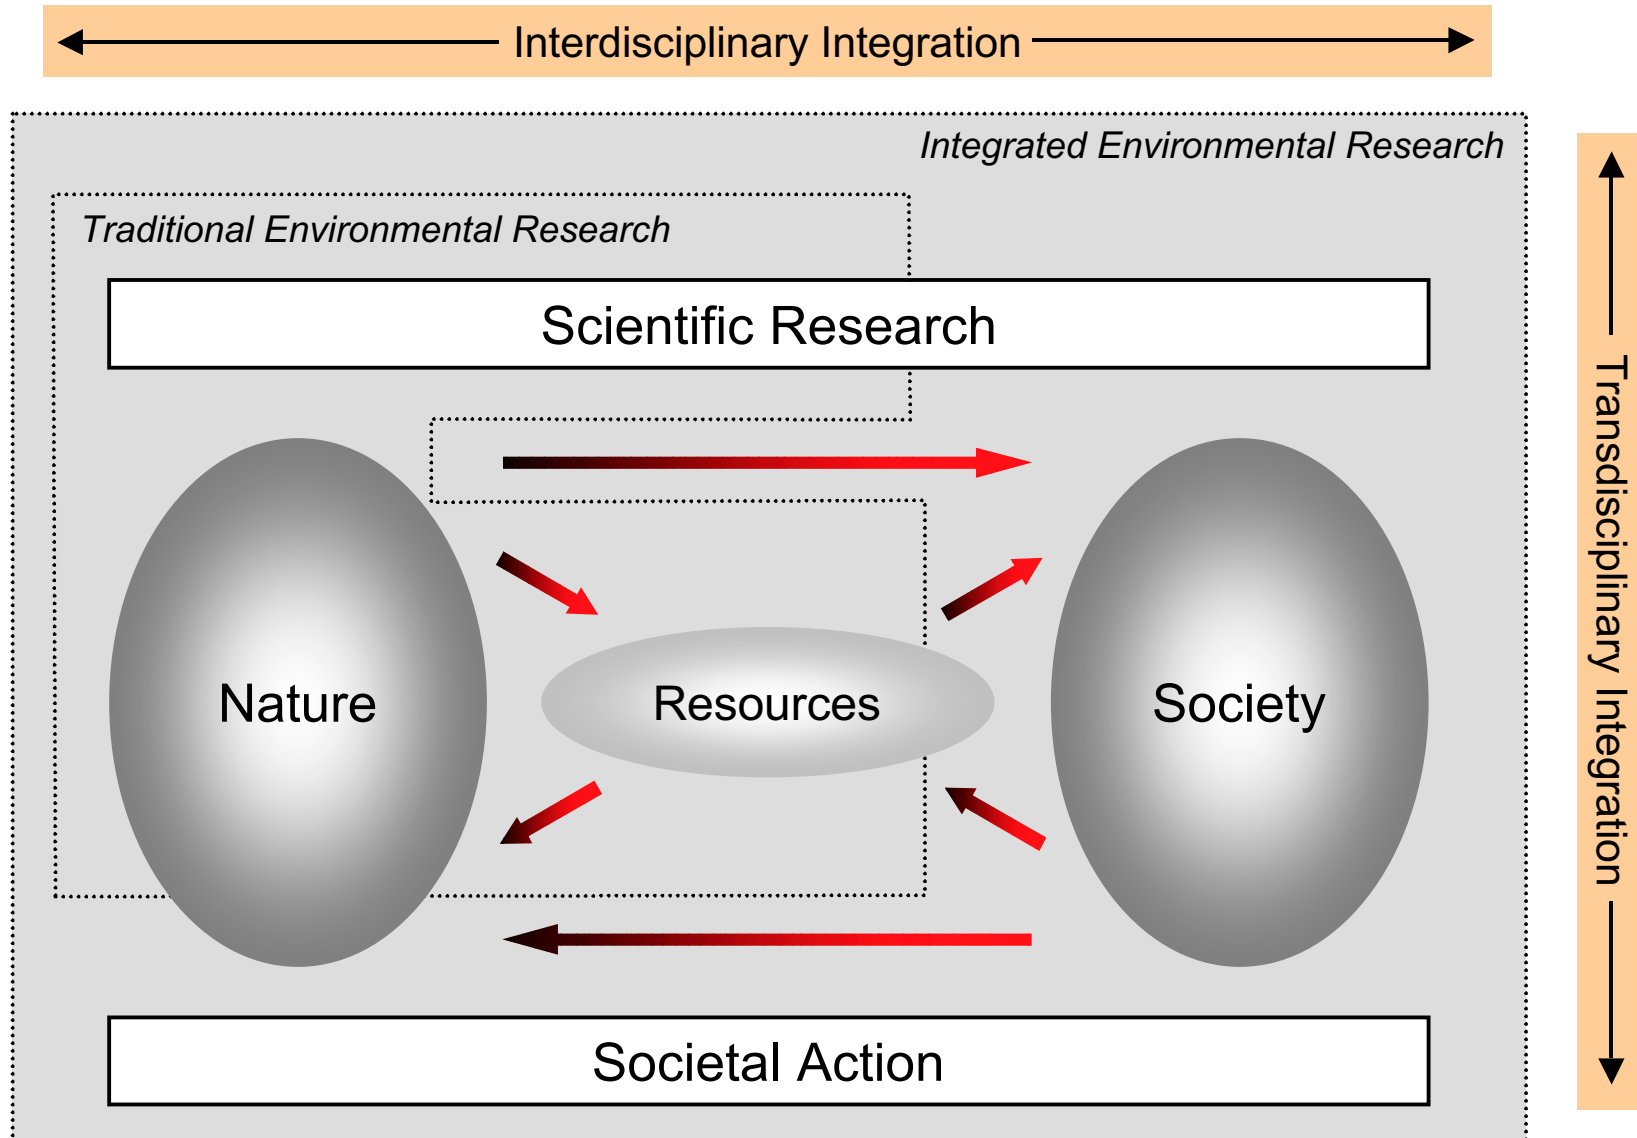 Interdisciplinary Integration
Integrated Environmental Research
Traditional Environmental Research
Scientific Research
Nature
Resources
Society
Societal Action
Transdisciplinary Integration